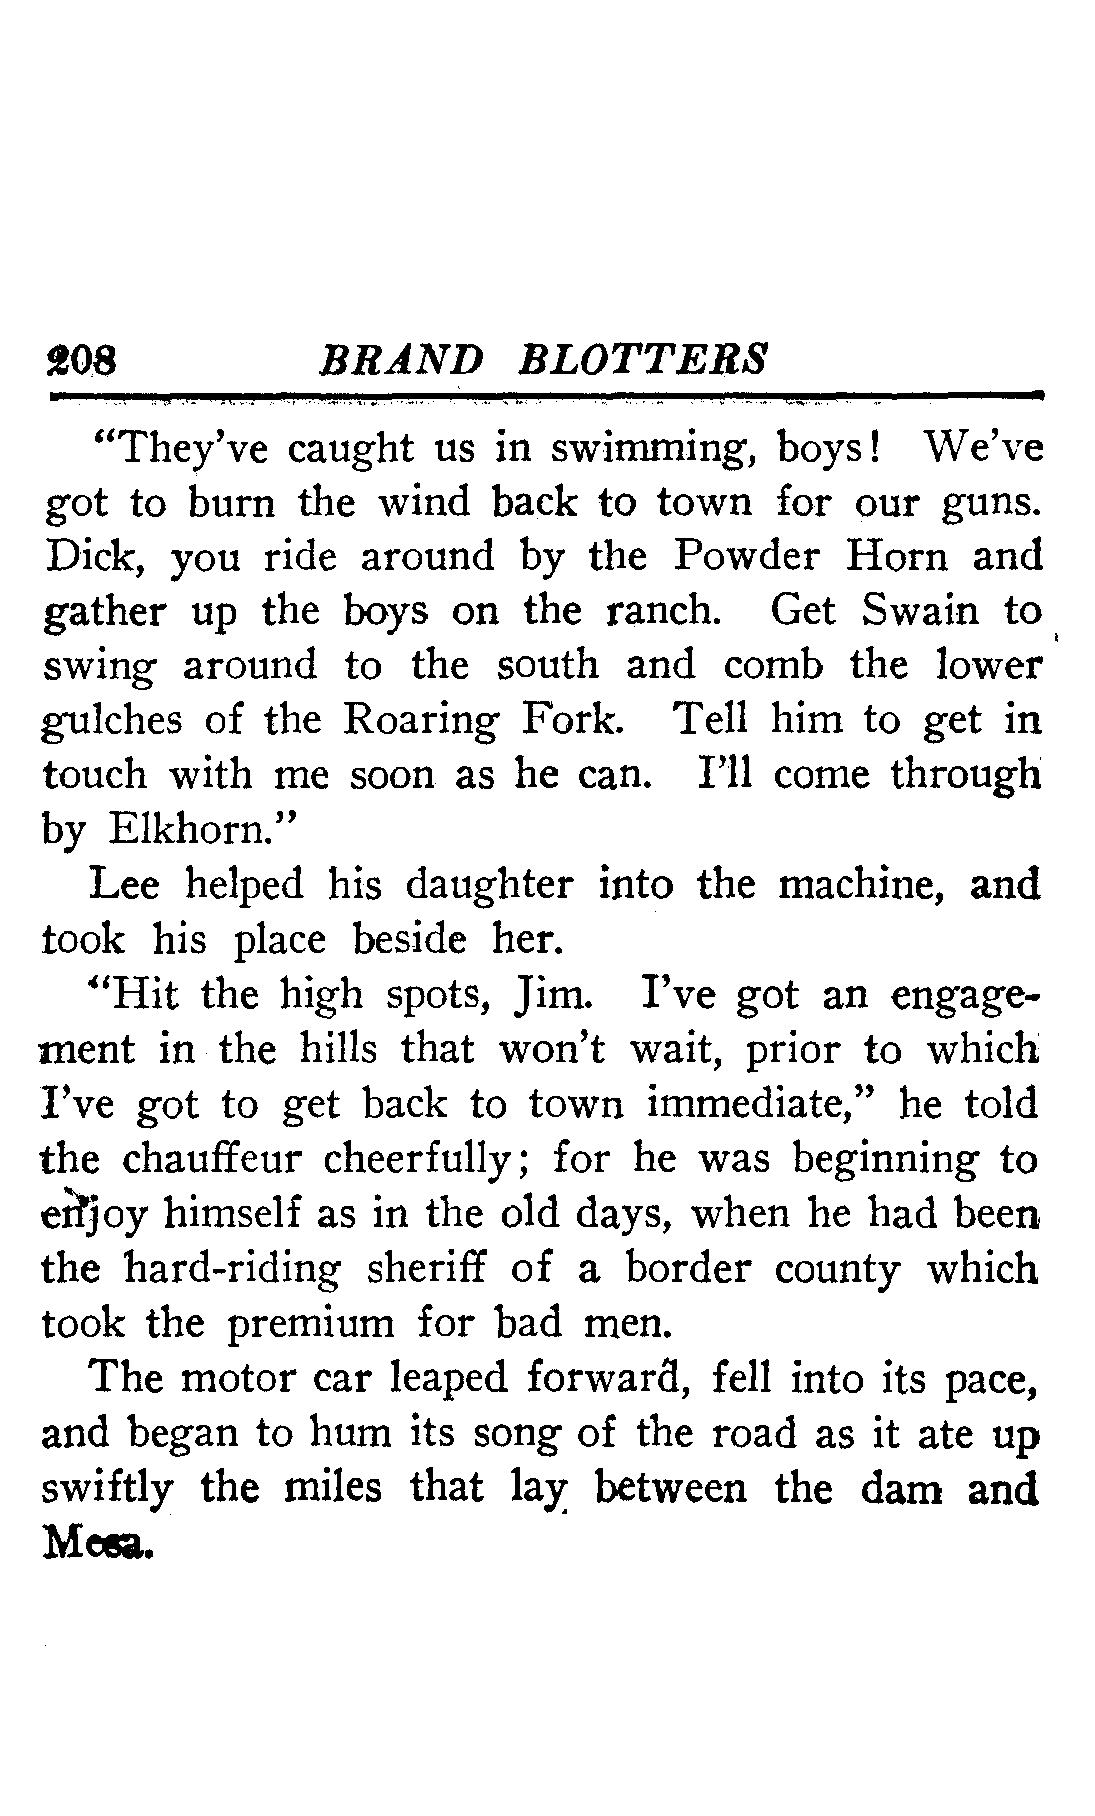 208 BRAND BLOTTERS
“They’ve caught us in swimming, boys! We’ve
got to burn the wind back to town for our guns.
Dick, you ride around by the Powder Horn and
gather up the boys on the ranch. Get Swain to
swing around to the south and comb the lower
gulches of the Roaring Fork. Tell him to get in
touch with me soon as he can. I’ll come through
by Elkhorn.”
Lee helped his daughter into the machine, and
took his place beside her.
“Hit the high spots, Jim. I’ve got an engage-
ment in the hills that won’t wait, prior to which
I’ve got to get back to town immediate,” he told
the chauffeur cheerfully; for he was beginning to
enjoy himself as in the old days, when he had been
the hard-riding sheriff of a border county which
took the premium for bad men.
The motor car leaped forward, fell into its pace,
and began to hum its song of the road as it ate up
swiftly the miles that lay between the dam and
Mesa.